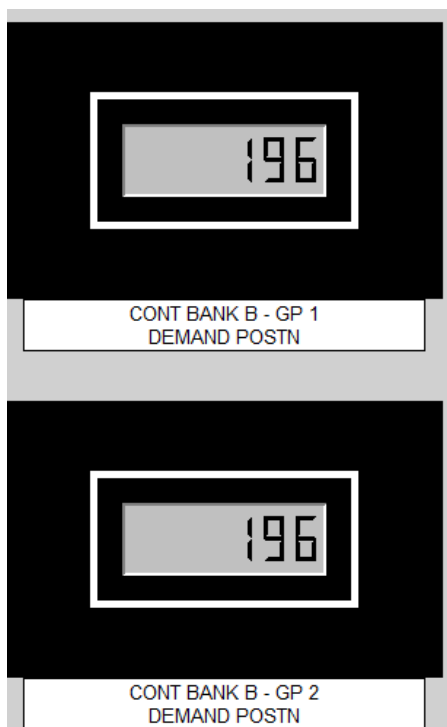 196
CONT BANK B - GP 1
DEMAND POSTN
196
CONT BANK B - GP 2
DEMAND POSTN